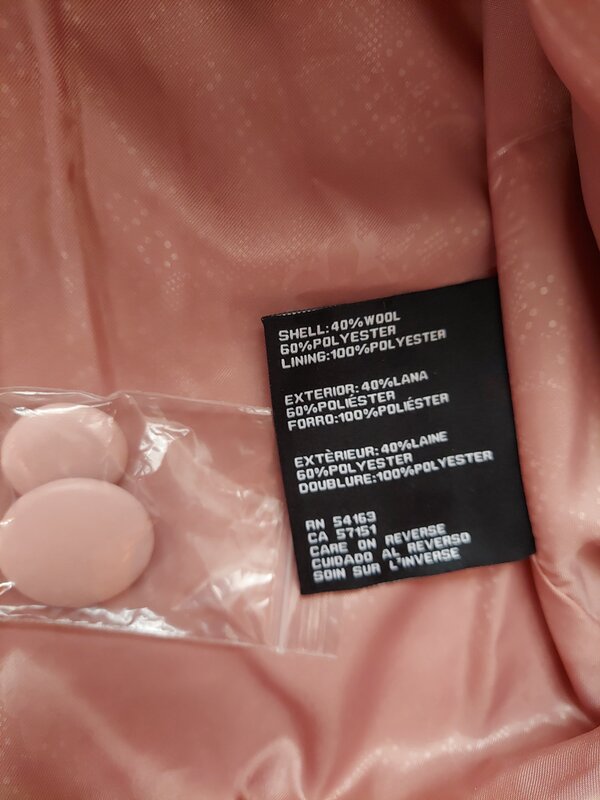 SHELL:40%WOOL
60%POLYESTER
LINING:100%POLYESTER
EXTERIOR:40%LANA
60%POLIÉSTER
FORRO:100%POLIÉSTER
EXTÈRIEUR:40%LAINE
60%POLYESTER
DOUBLURE:100%POLYESTER
RN 54163
CA 57151
CARE ON REVERSE
CUIDADO AL REVERSO
SOIN SUR L'INVERSE